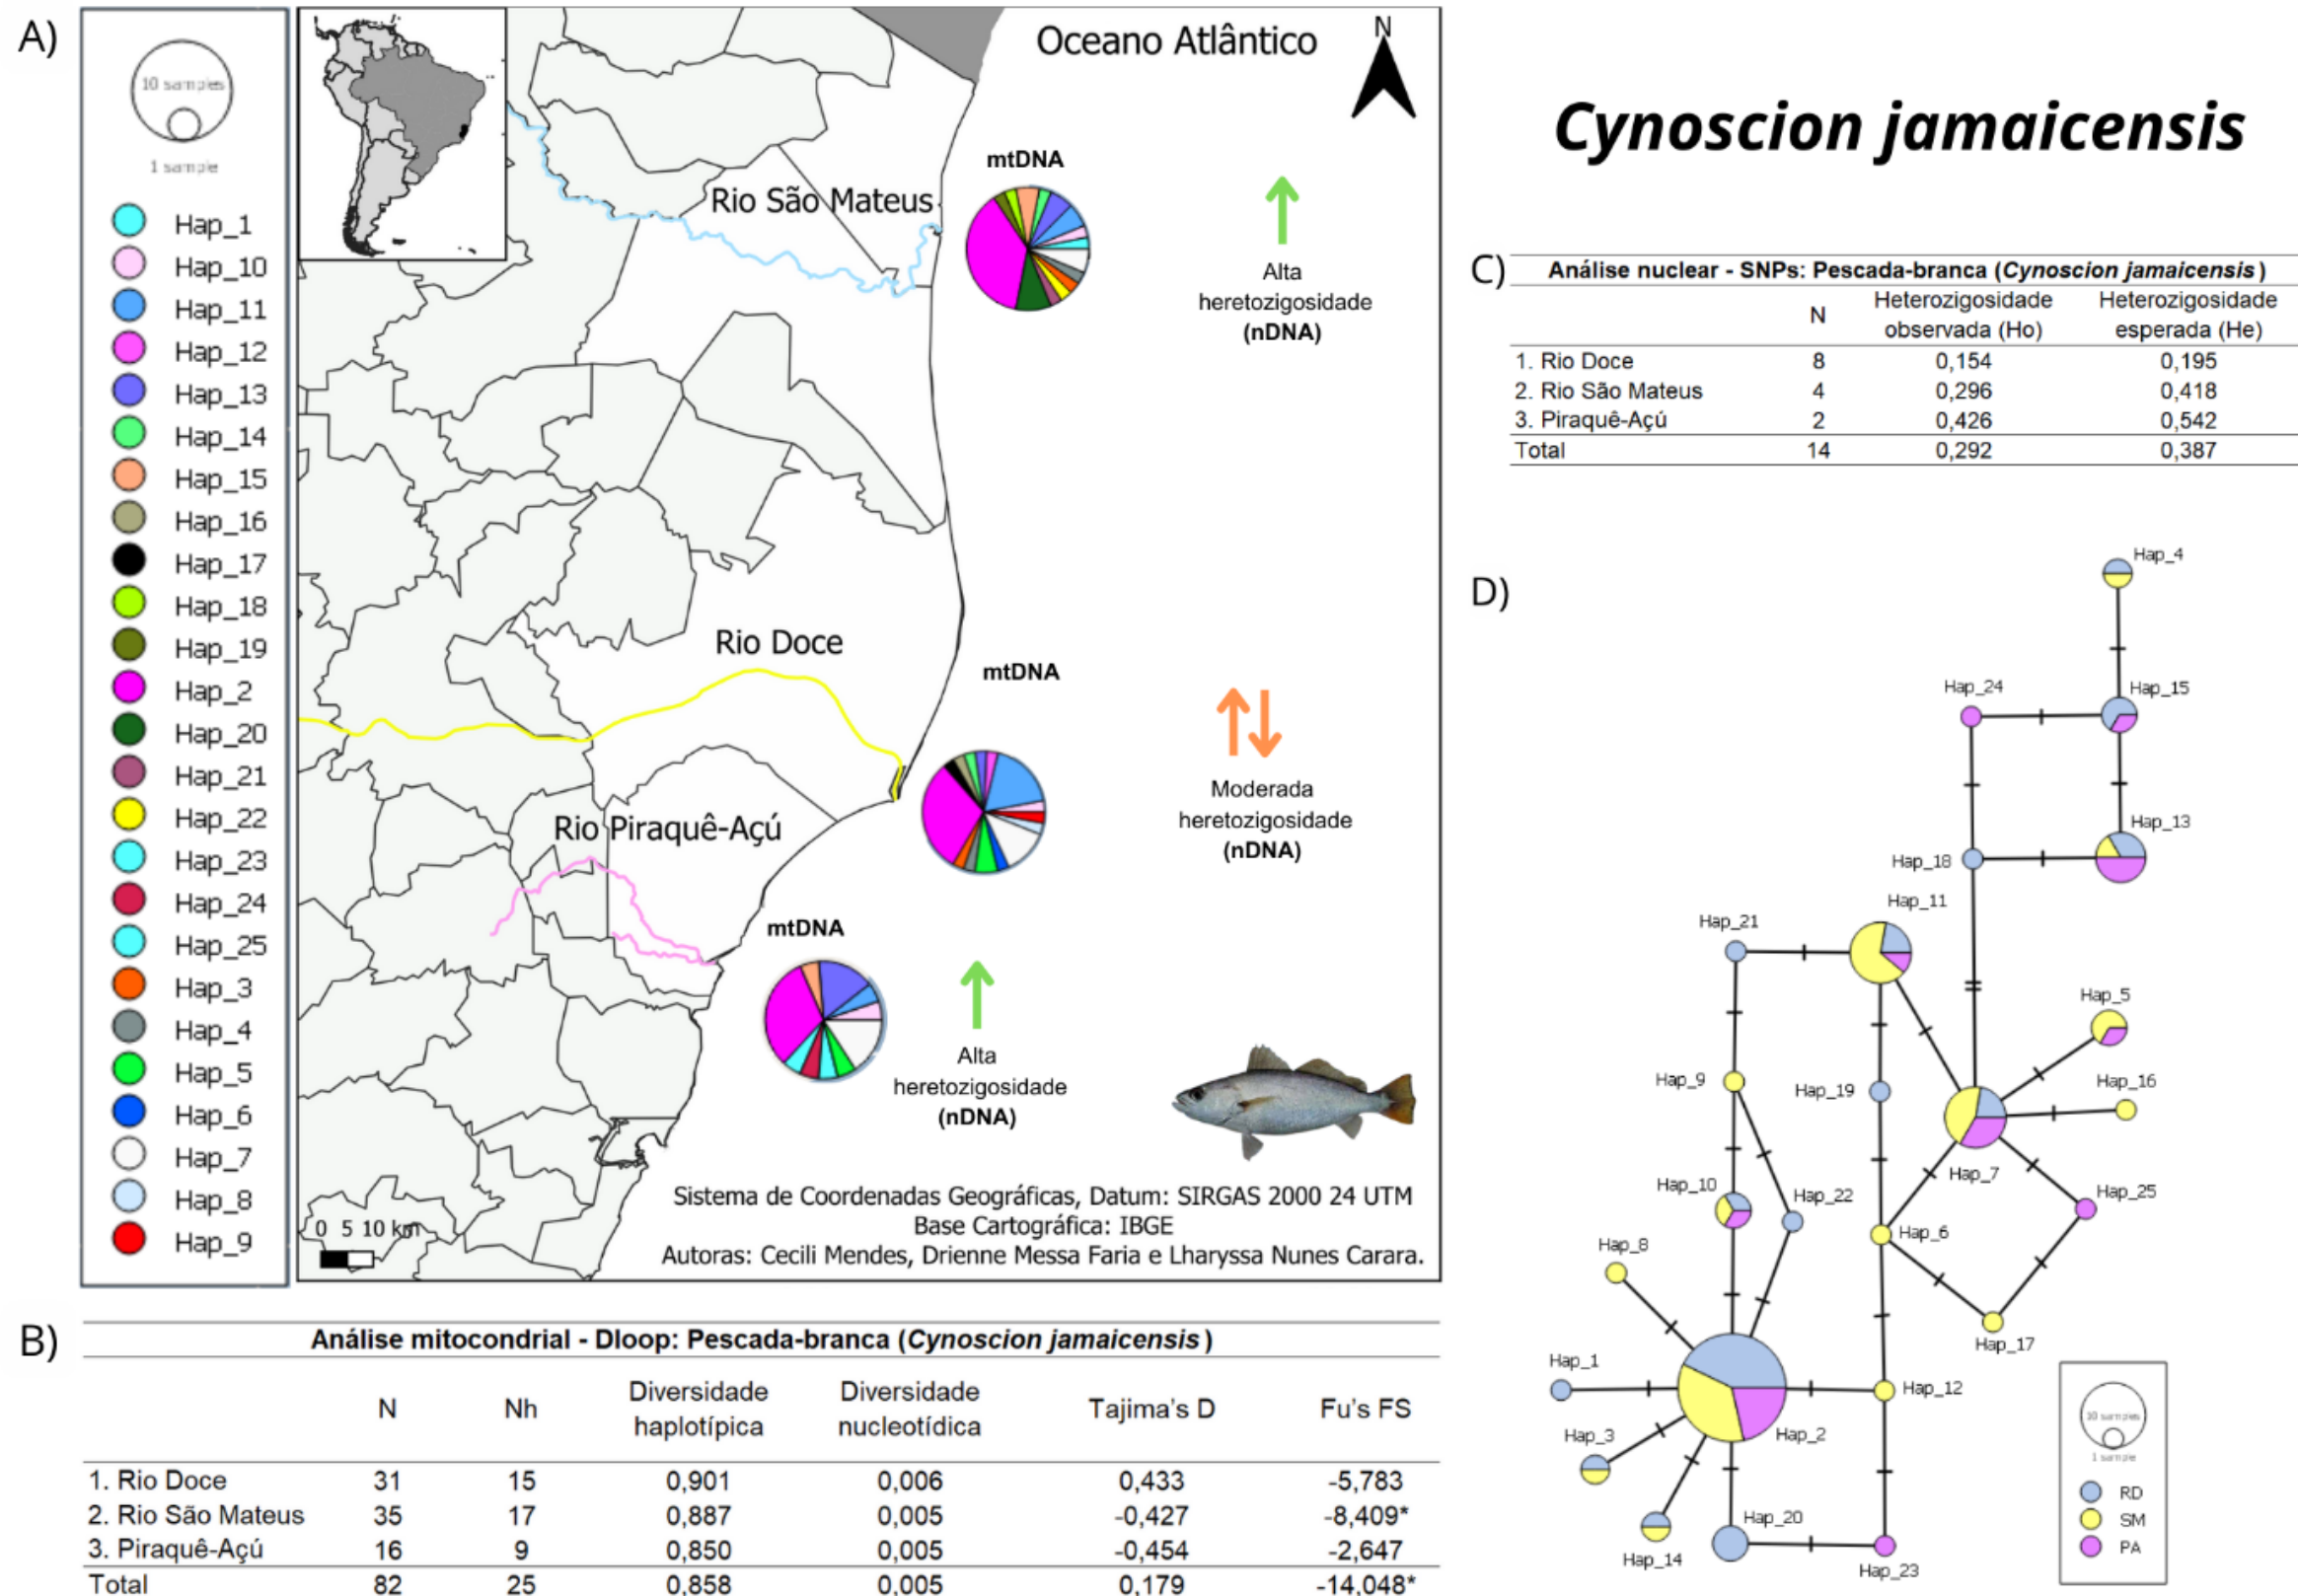 A)
10 samples
1 sample
Hap_1
Hap_10
Hap_11
Hap_12
Hap_13
Hap_14
Hap_15
Hap_16
Hap_17
Hap_18
Hap_19
Hap_2
Hap_20
Hap_21
Hap_22
Hap_23
Hap_24
Hap_25
Hap_3
Hap_4
Hap_5
Hap_6
Hap_7
Hap_8
Hap_9
Oceano Atlântico
N
mtDNA
Rio São Mateus
Alta
heretozigosidade
(nDNA)
Rio Doce
mtDNA
Moderada
heretozigosidade
(nDNA)
Rio Piraquê-Açú
mtDNA
Alta
heretozigosidade
(nDNA)
0 5 10 km
Sistema de Coordenadas Geográficas, Datum: SIRGAS 2000 24 UTM
Base Cartográfica: IBGE
Autoras: Cecili Mendes, Drienne Messa Faria e Lharyssa Nunes Carara.
Cynoscion jamaicensis
B)
Análise mitocondrial - Dloop: Pescada-branca (Cynoscion jamaicensis)
N Nh Diversidade haplotípica Diversidade nucleotídica Tajima's D Fu's FS
1. Rio Doce 31 15 0,901 0,006 0,433 -5,783
2. Rio São Mateus 35 17 0,887 0,005 -0,427 -8,409*
3. Piraquê-Açú 16 9 0,850 0,005 -0,454 -2,647
Total 82 25 0,858 0,005 0,179 -14,048*
C)
Análise nuclear - SNPs: Pescada-branca (Cynoscion jamaicensis)
N Heterozigosidade observada (Ho) Heterozigosidade esperada (He)
1. Rio Doce 8 0,154 0,195
2. Rio São Mateus 4 0,296 0,418
3. Piraquê-Açú 2 0,426 0,542
Total 14 0,292 0,387
D)
Hap_4
Hap_24
Hap_15
Hap_13
Hap_18
Hap_11
Hap_21
Hap_5
Hap_9
Hap_19
Hap_16
Hap_7
Hap_10
Hap_22
Hap_25
Hap_6
Hap_8
Hap_17
Hap_1
Hap_12
Hap_3
Hap_2
Hap_20
Hap_14
Hap_23
10 samples
1 sample
RD
SM
PA